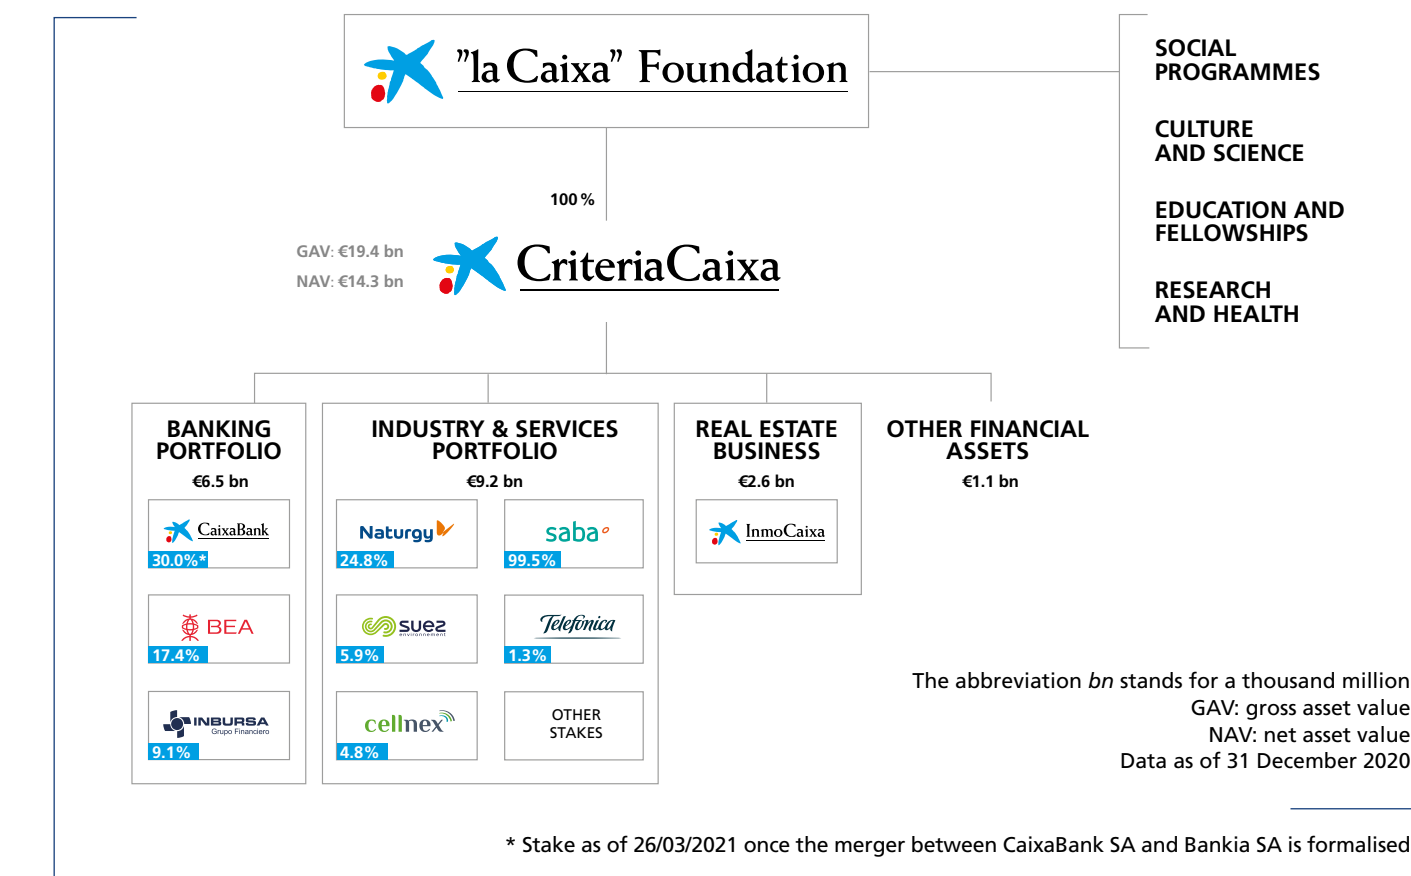 ”la Caixa” Foundation
SOCIAL
PROGRAMMES
CULTURE
AND SCIENCE
EDUCATION AND
FELLOWSHIPS
RESEARCH
AND HEALTH
100 %
GAV: €19.4 bn
NAV: €14.3 bn
CriteriaCaixa
BANKING
PORTFOLIO
€6.5 bn
CaixaBank
30.0%*
BEA
17.4%
INBURSA
Grupo Financiero
9.1%
INDUSTRY & SERVICES
PORTFOLIO
€9.2 bn
Naturgy
24.8%
saba
99.5%
suez
environnement
5.9%
Telefónica
1.3%
cellnex
4.8%
OTHER
STAKES
REAL ESTATE
BUSINESS
€2.6 bn
InmoCaixa
OTHER FINANCIAL
ASSETS
€1.1 bn
The abbreviation bn stands for a thousand million
GAV: gross asset value
NAV: net asset value
Data as of 31 December 2020
* Stake as of 26/03/2021 once the merger between CaixaBank SA and Bankia SA is formalised